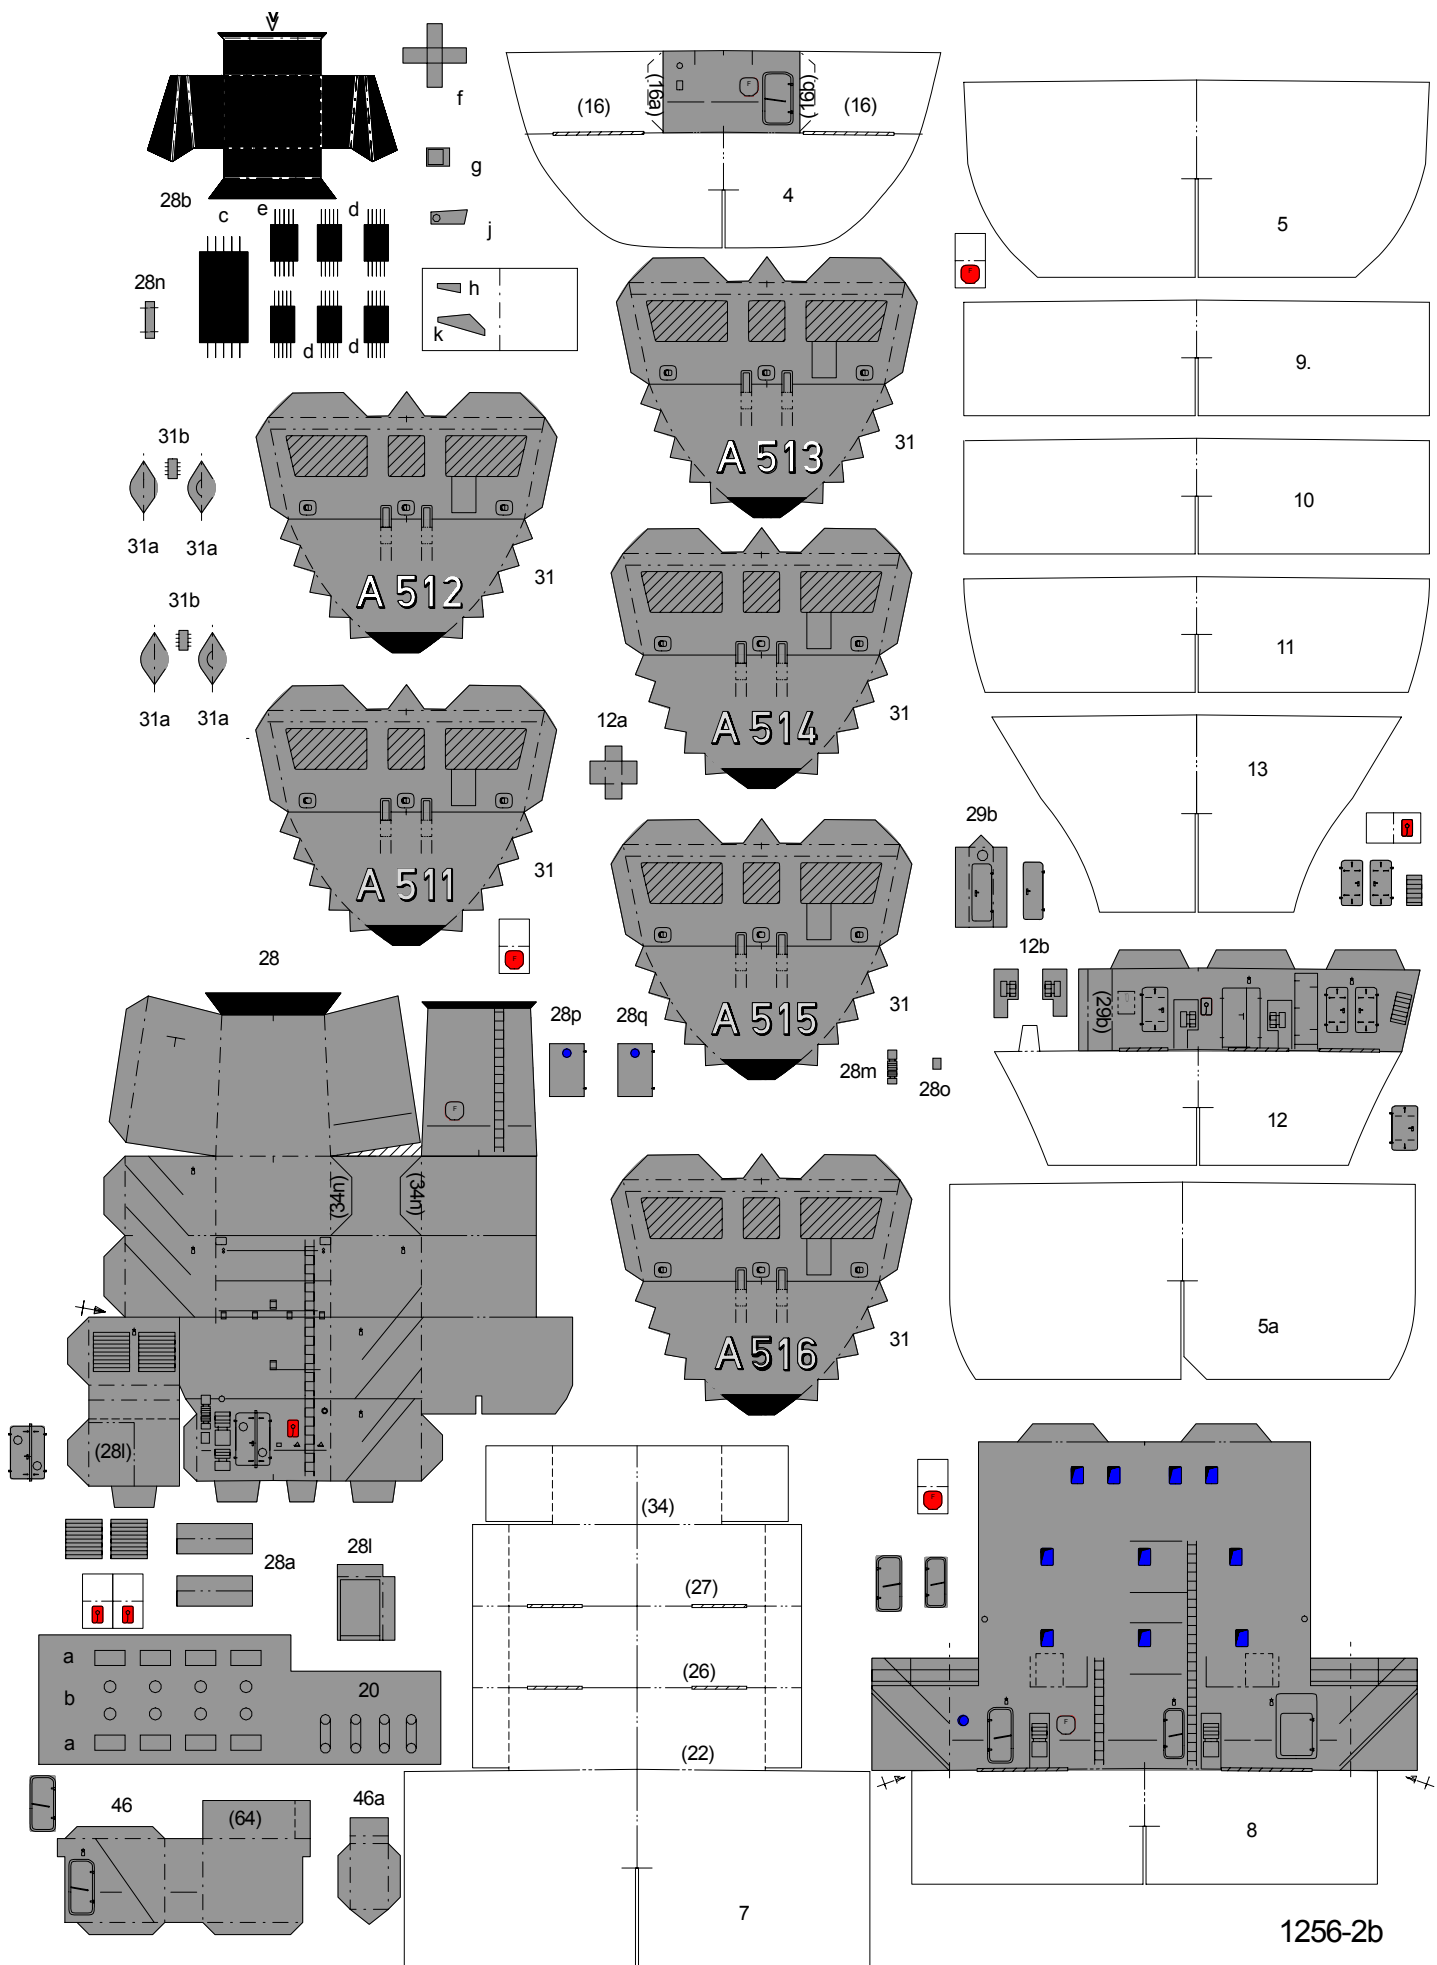 V
f
(16)
(16a)
F
(16b)
(16)
g
4
28b
c
e
d
j
5
F
28n
h
k
d
d
9.
31b
A 513
31
10
31a
31a
A 512
31
31b
11
31a
31a
12a
A 514
31
13
29b
A 511
31
F
28
12b
28p
28q
A 515
31
(29b)
28m
28o
F
12
(34n)
(34n)
A 516
31
5a
(28l)
(34)
F
28a
28l
(27)
a
(26)
b
20
a
(22)
F
46
46a
(64)
8
7
1256-2b